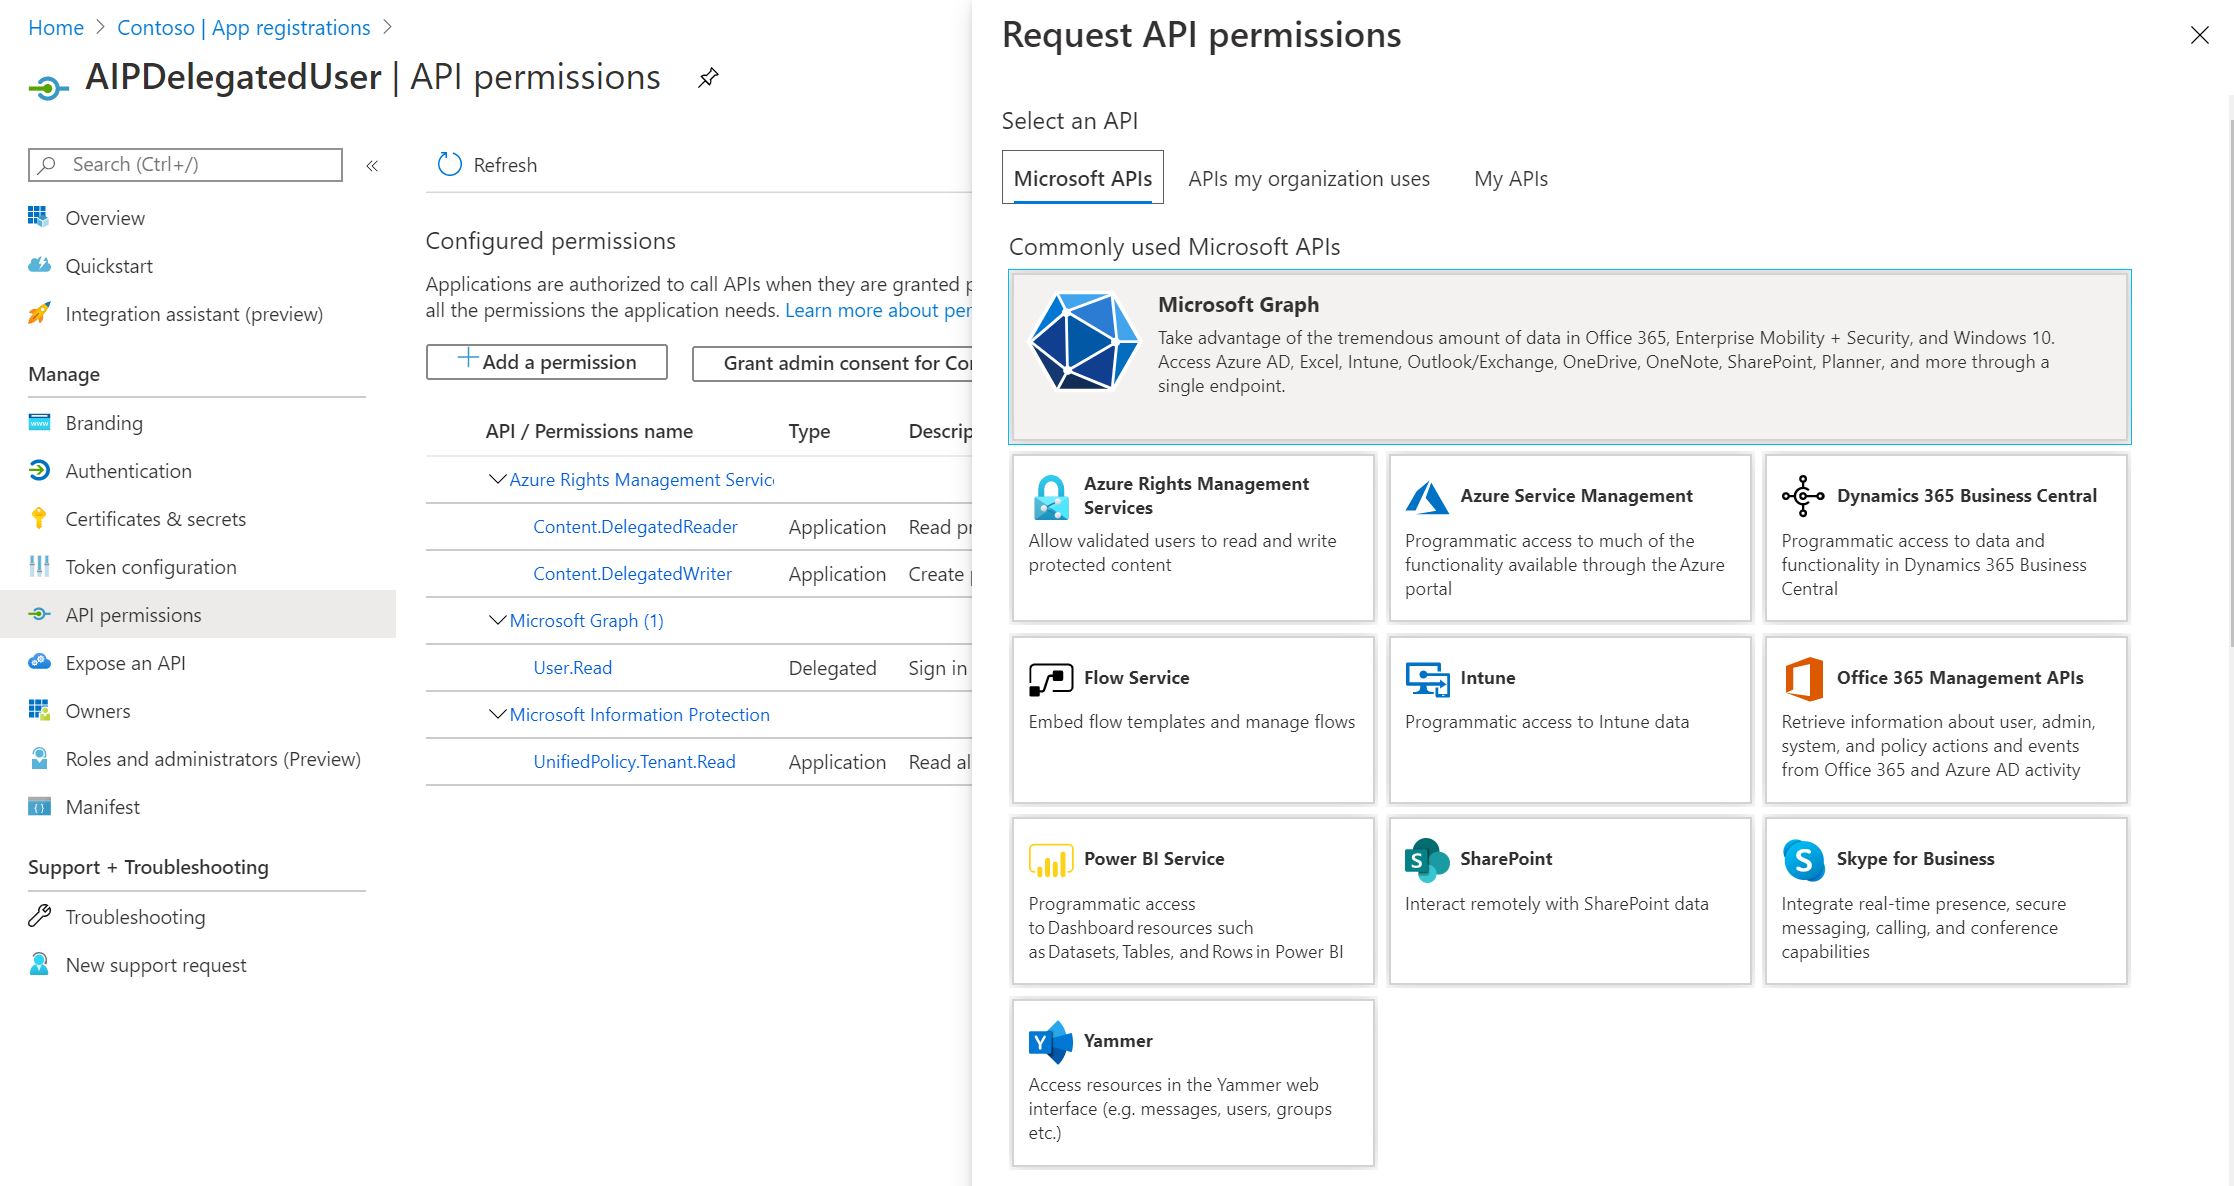 Home > Contoso | App registrations >
AIPDelegatedUser | API permissions
Search (Ctrl+/)
«
Overview
Quickstart
Integration assistant (preview)
Manage
Branding
Authentication
Certificates & secrets
Token configuration
API permissions
Expose an API
Owners
Roles and administrators (Preview)
Manifest
Support + Troubleshooting
Troubleshooting
New support request
Refresh
Configured permissions
Applications are authorized to call APIs when they are granted
all the permissions the application needs. Learn more about
Add a permission
Grant admin consent for
API / Permissions name Type
Azure Rights Management
Content.DelegatedReader Application Read
Content.DelegatedWriter Application Create
Microsoft Graph (1)
User.Read Delegated Sign in
Microsoft Information Protection
UnifiedPolicy.Tenant.Read Application Read
Request API permissions
Select an API
Microsoft APIs APIs my organization uses My APIs
Commonly used Microsoft APIs
Microsoft Graph
Take advantage of the tremendous amount of data in Office 365, Enterprise Mobility + Security, and Windows 10.
Access Azure AD, Excel, Intune, Outlook/Exchange, OneDrive, OneNote, SharePoint, Planner, and more through a
single endpoint.
Azure Rights Management
Services
Allow validated users to read and write
protected content
Azure Service Management
Programmatic access to much of the
functionality available through the Azure
portal
Dynamics 365 Business Central
Programmatic access to data and
functionality in Dynamics 365 Business
Central
Flow Service
Embed flow templates and manage flows
Intune
Programmatic access to Intune data
Office 365 Management APIs
Retrieve information about user, admin,
system, and policy actions and events
from Office 365 and Azure AD activity
Power BI Service
Programmatic access
to Dashboard resources such
as Datasets, Tables, and Rows in Power BI
SharePoint
Interact remotely with SharePoint data
Skype for Business
Integrate real-time presence, secure
messaging, calling, and conference
capabilities
Yammer
Access resources in the Yammer web
interface (e.g. messages, users, groups
etc.)